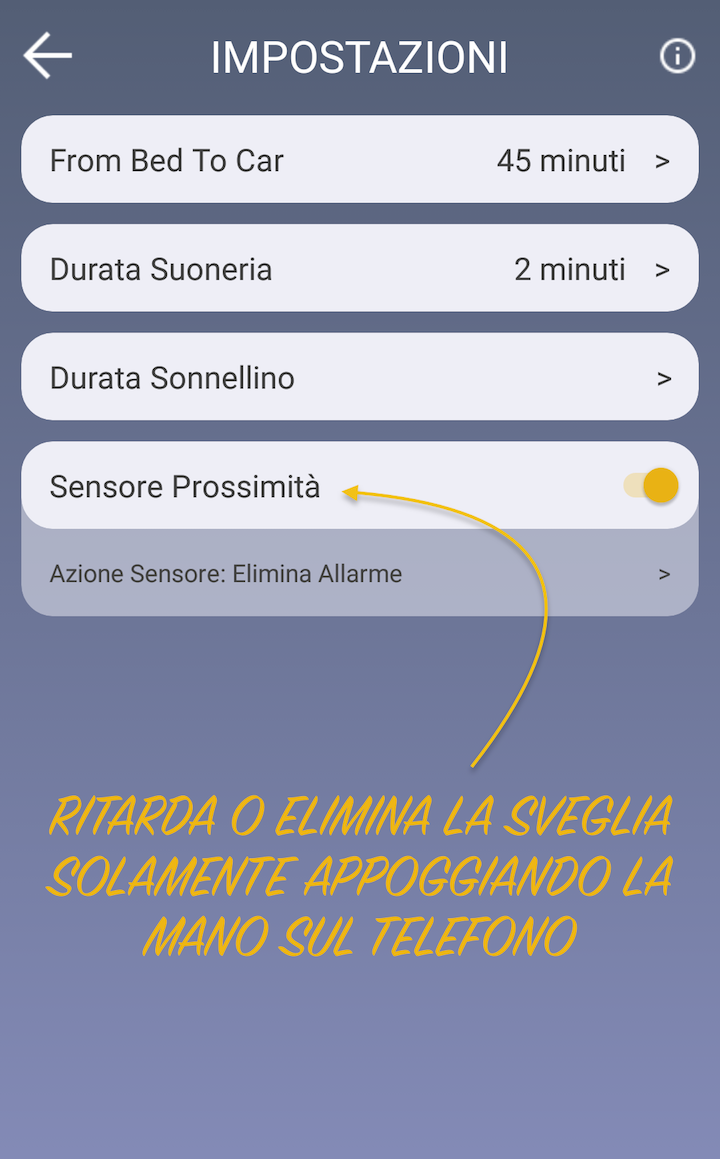 IMPOSTAZIONI
From Bed To Car 45 minuti >
Durata Suoneria 2 minuti >
Durata Sonnellino >
Sensore Prossimità
Azione Sensore: Elimina Allarme >
RITARDA O ELIMINA LA SVEGLIA
SOLAMENTE APPOGGIANDO LA
MANO SUL TELEFONO